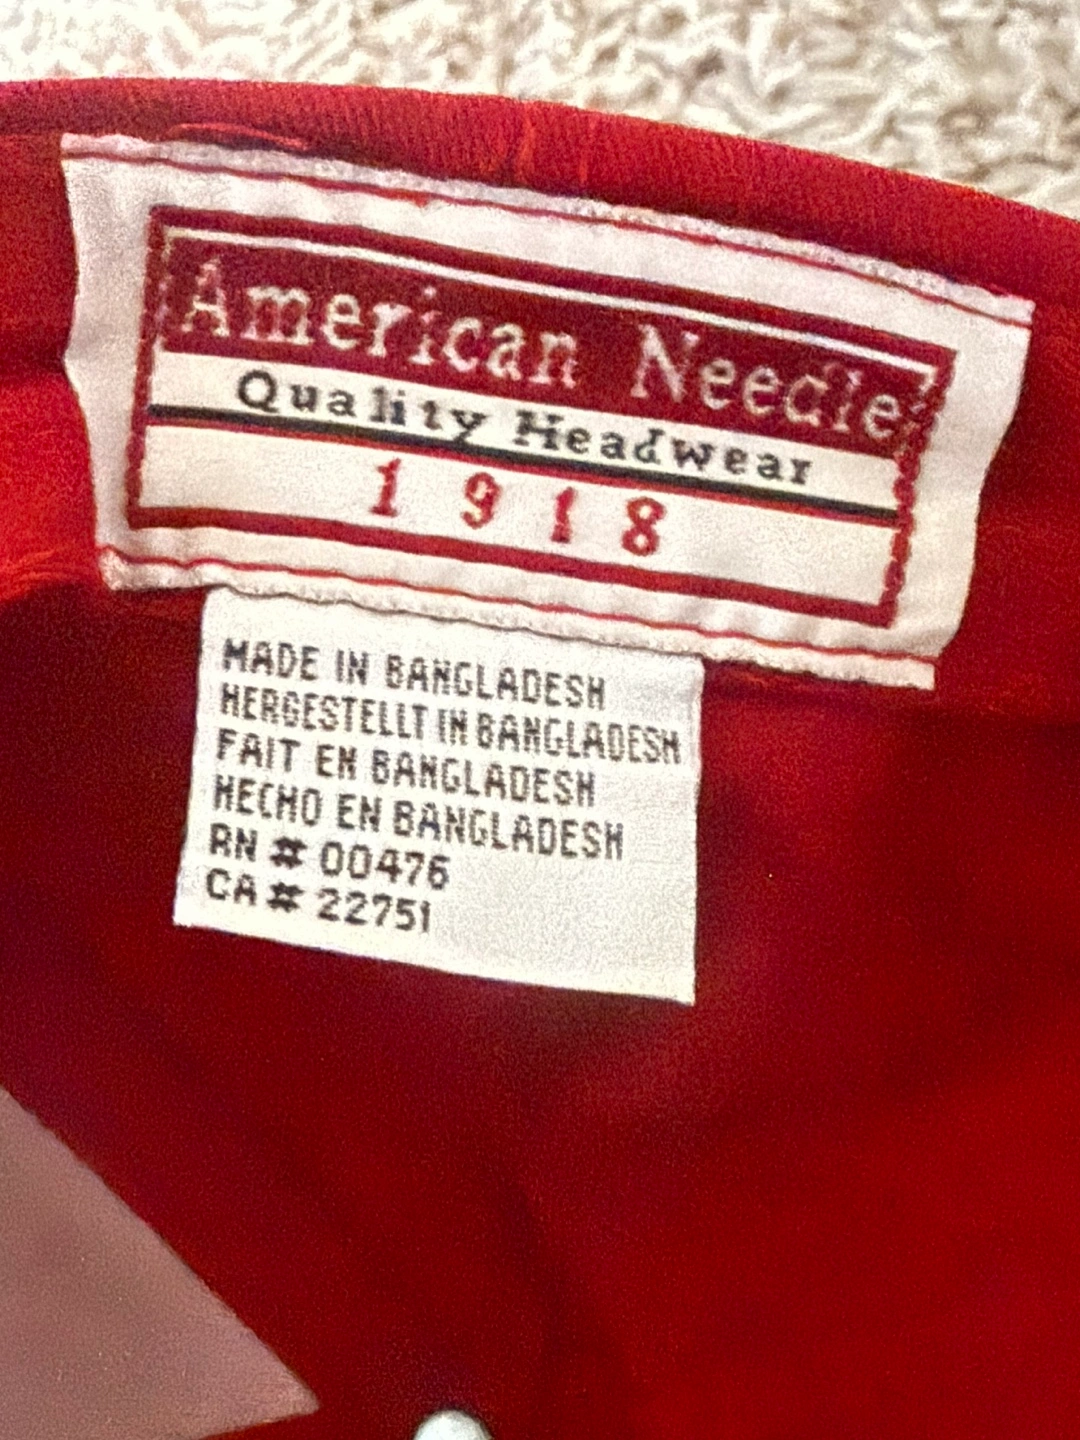 American Needle
Quality Headwear
1918
MADE IN BANGLADESH
HERGESTELLT IN BANGLADESH
FAIT EN BANGLADESH
HECHO EN BANGLADESH
RN # 00476
CA # 22751